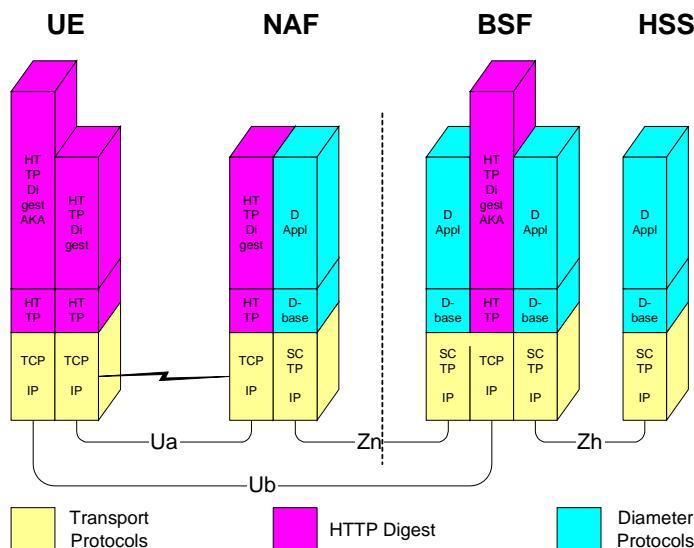 UE NAF BSF HSS
HT
TP
Di
gest
AKA
HT
TP
Di
gest
HT
TP
HT
TP
TCP
IP
TCP
IP
HT
TP
Di
gest
D
Appl
HT
TP
D-
base
TCP
IP
SC
TP
IP
D
Appl
HT
TP
Di
gest
AKA
D
Appl
D-
base
HT
TP
D-
base
SC
TP
IP
TCP
IP
SC
TP
IP
D
Appl
D-
base
SC
TP
IP
Ua
Zn
Zh
Ub
Transport
Protocols
HTTP Digest
Diameter
Protocols